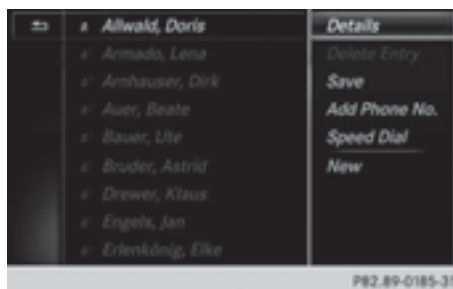 Allwald, Doris
Armado, Lena
Arnhauser, Dirk
Auer, Beate
Bauer, Ute
Bruder, Astrid
Drewer, Klaus
Engels, Jan
Erlenkönig, Elke
Details
Delete Entry
Save
Add Phone No.
Speed Dial
New
P82.89-0185-31